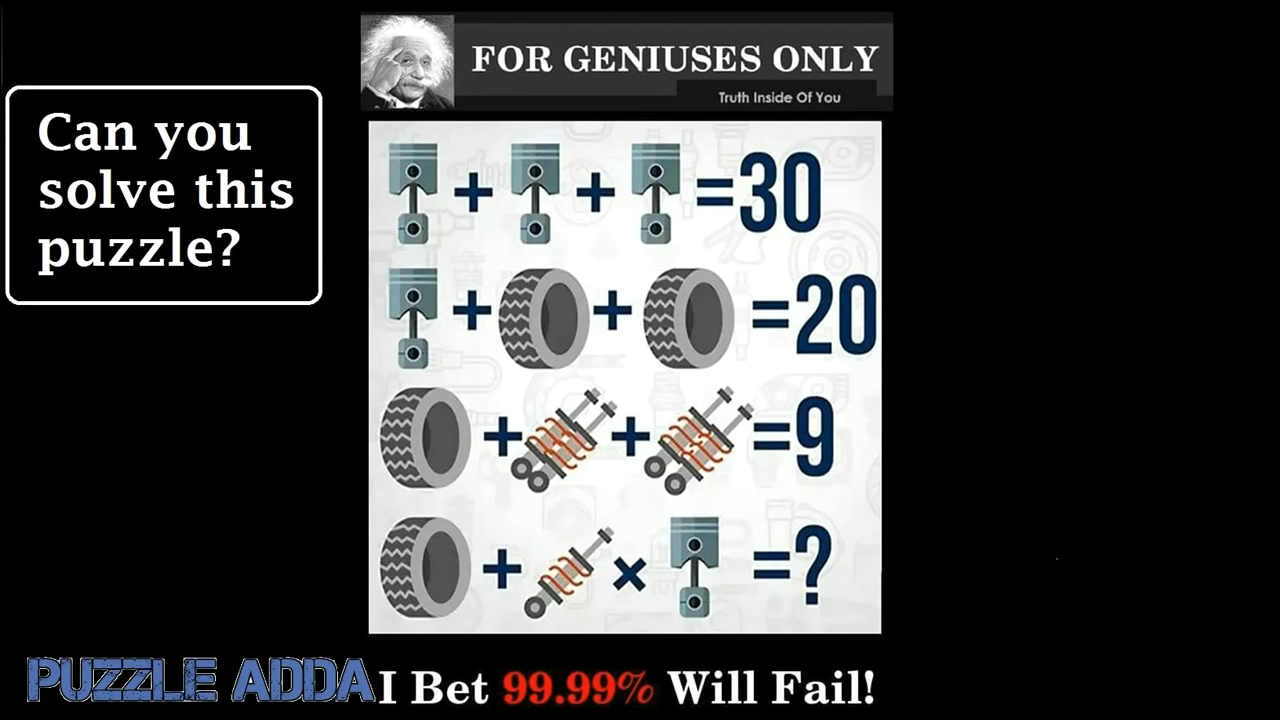 FOR GENIUSES ONLY
Truth Inside Of You
Can you
solve this
puzzle?
+ + =30
+ + =20
+ + =9
+ × =?
PUZZLE ADDA
I Bet 99.99% Will Fail!